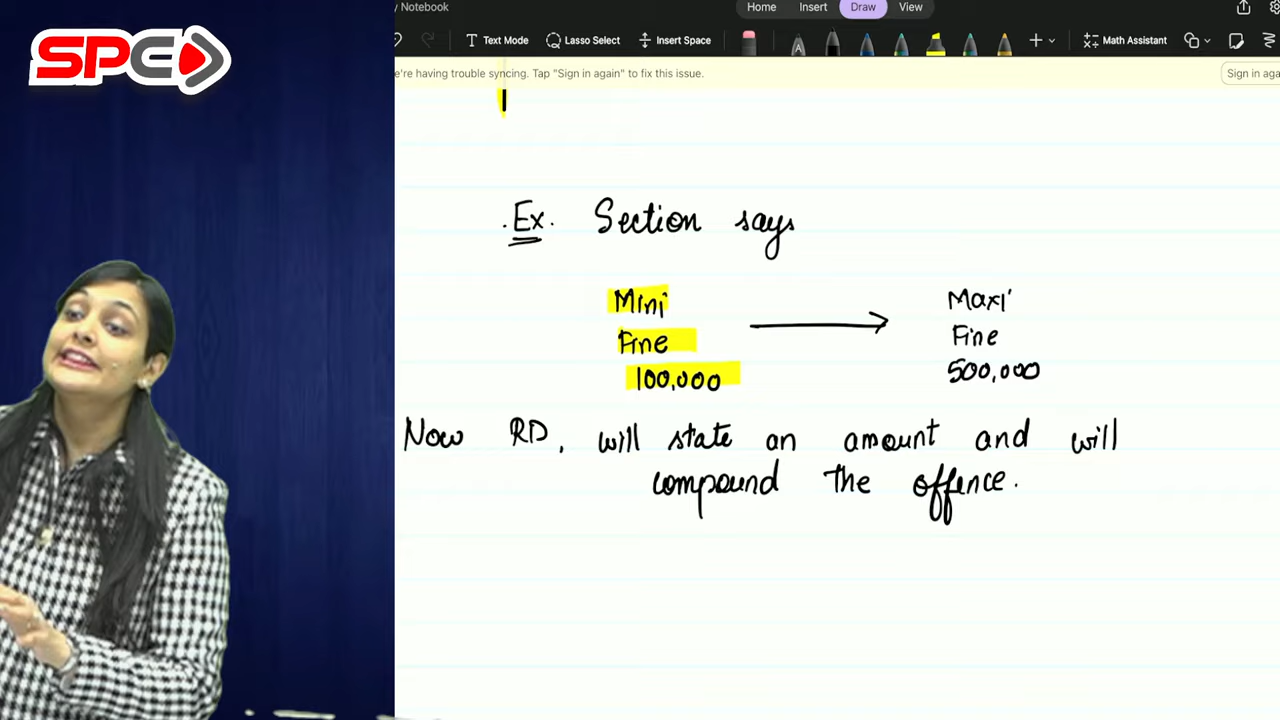 SPE
y Notebook
Home Insert Draw View
Text Mode Lasso Select Insert Space Math Assistant
're having trouble syncing. Tap "Sign in again" to fix this issue.
Sign in aga
.Ex. Section says
Mini Maxi
Fine Fine
100,000 500,000
Now RD, will state an amount and will
compound the offence.